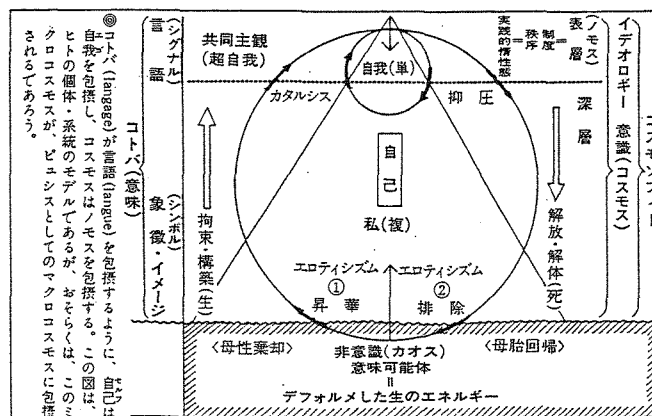 イデオロギー 意識(コスモス)
(ノモス)
表層
深層
制度
=
秩序
=
実践的惰性態
解放・解体(死)
共同主観
(超自我)
自我(単)
カタルシス
抑圧
自己
私(複)
エロティシズム
①
昇華
エロティシズム
②
排除
〈母性棄却〉
〈母胎回帰〉
非意識(カオス)
意味可能体
=
デフォルメした生のエネルギー
拘束・構築(生)
(シグナル)
言語
(シンボル)
象徴・イメージ
コトバ(意味)
◎コトバ(langage)が言語(langue)を包摂するように、自己は
セルフ
自我を包摂し、コスモスはノモスを包摂する。この図は、
ヒトの個体・系統のモデルであるが、おそらくは、このミ
クロコスモスが、ピュシスとしてのマクロコスモスに包摂
されるであろう。